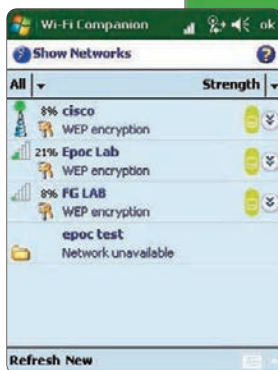 Wi-Fi Companion ok
Show Networks
All Strength
8% cisco
WEP encryption
21% Epoc Lab
WEP encryption
8% FG LAB
WEP encryption
epoc test
Network unavailable
Refresh New